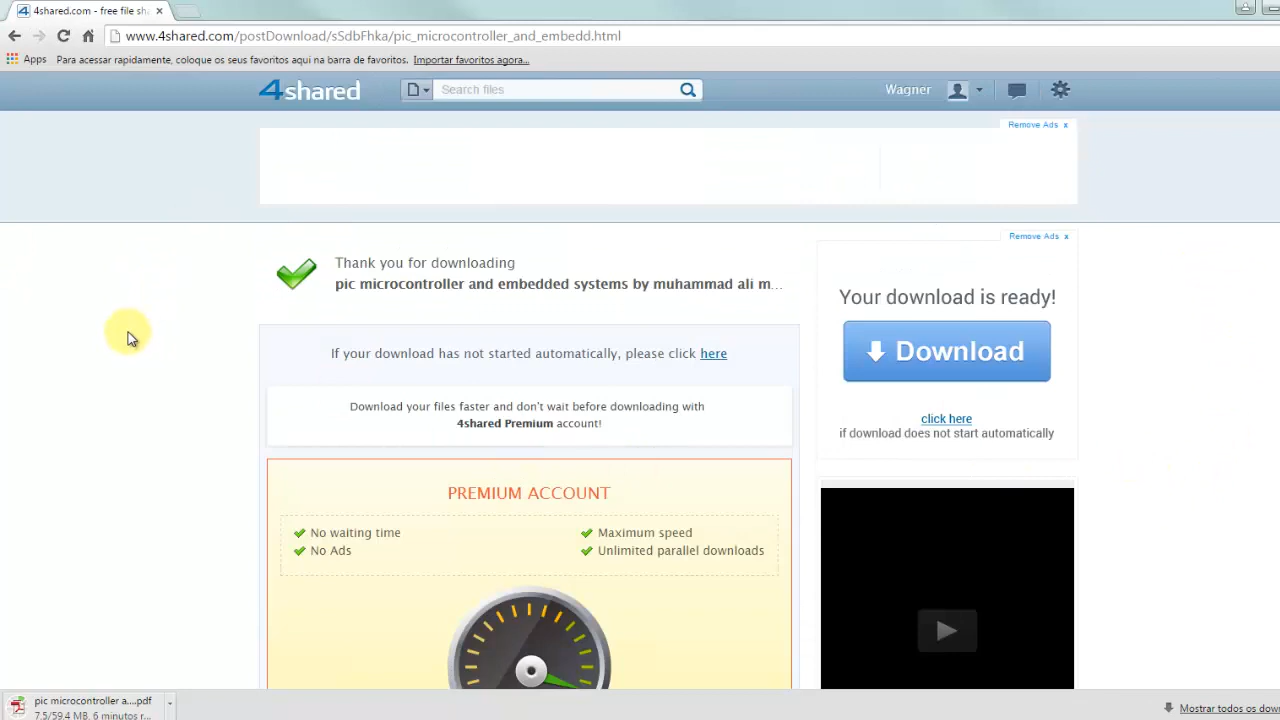 4shared.com - free file sha
www.4shared.com/postDownload/sSdbFhka/pic_microcontroller_and_embedd.html
Apps Para acessar rapidamente, coloque os seus favoritos aqui na barra de favoritos. Importar favoritos agora...
4shared Search files Wagner
Remove Ads x
Remove Ads x
Thank you for downloading
pic microcontroller and embedded systems by muhammad ali m...
Your download is ready!
Download
If your download has not started automatically, please click here
Download your files faster and don't wait before downloading with
4shared Premium account!
click here
if download does not start automatically
PREMIUM ACCOUNT
No waiting time Maximum speed
No Ads Unlimited parallel downloads
pic microcontroller a....pdf
7.5/59.4 MB, 6 minutos r...
Mostrar todos os dow